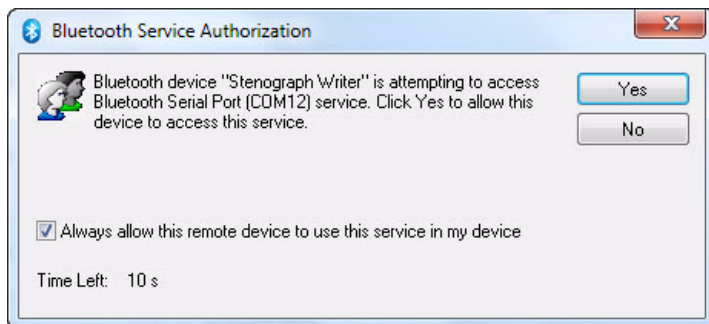 Bluetooth Service Authorization
Bluetooth device "Stenograph Writer" is attempting to access
Bluetooth Serial Port (COM12) service. Click Yes to allow this
device to access this service.
Yes
No
Always allow this remote device to use this service in my device
Time Left: 10 s